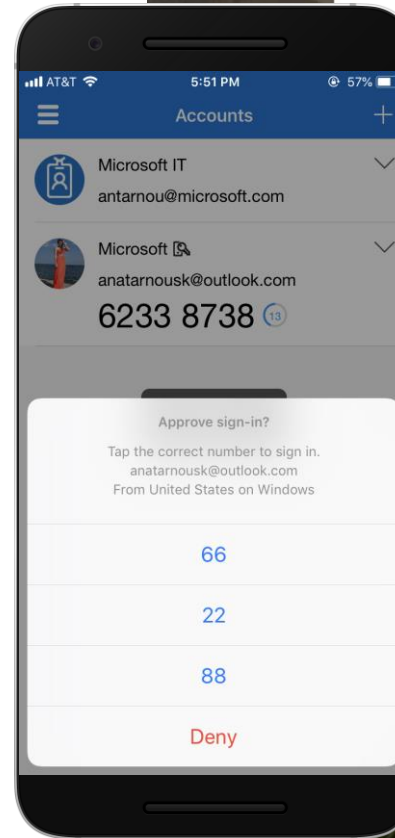 AT&T 5:51 PM 57%
Accounts
Microsoft IT
antarnou@microsoft.com
Microsoft
anatarnousk@outlook.com
6233 8738 13
Approve sign-in?
Tap the correct number to sign in.
anatarnousk@outlook.com
From United States on Windows
66
22
88
Deny